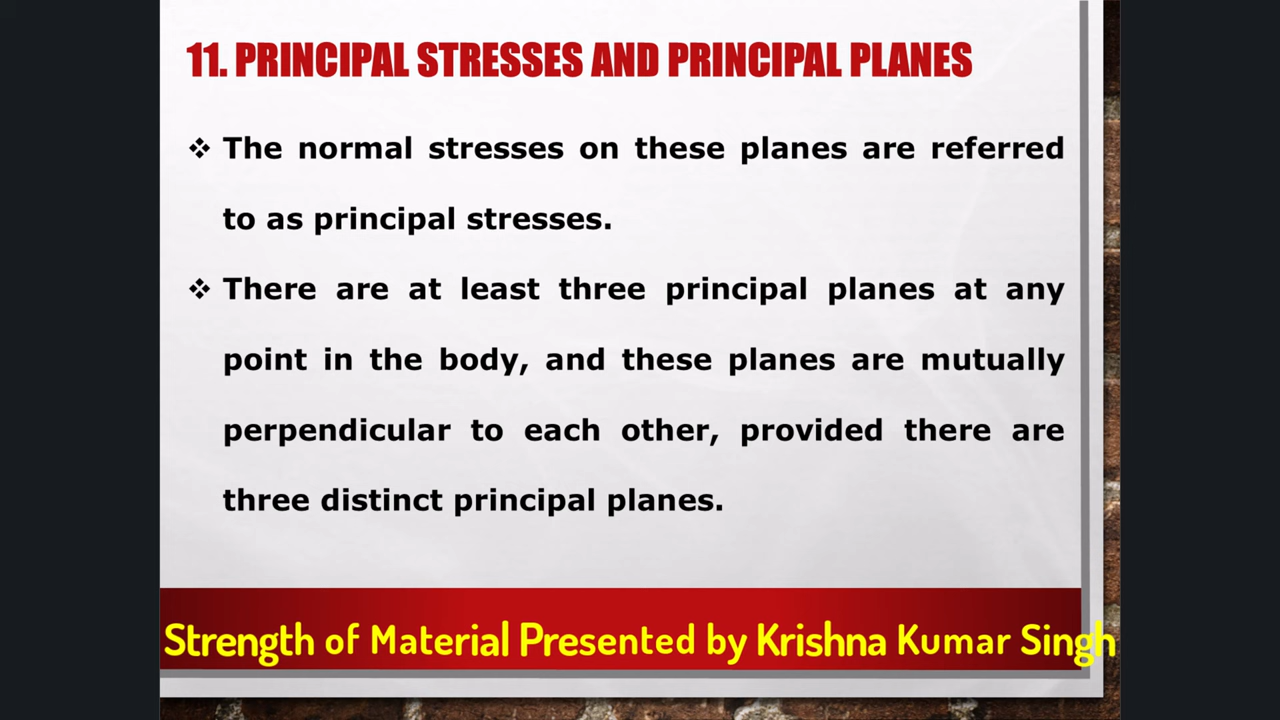 11. PRINCIPAL STRESSES AND PRINCIPAL PLANES
❖ The normal stresses on these planes are referred
to as principal stresses.
❖ There are at least three principal planes at any
point in the body, and these planes are mutually
perpendicular to each other, provided there are
three distinct principal planes.
Strength of Material Presented by Krishna Kumar Singh